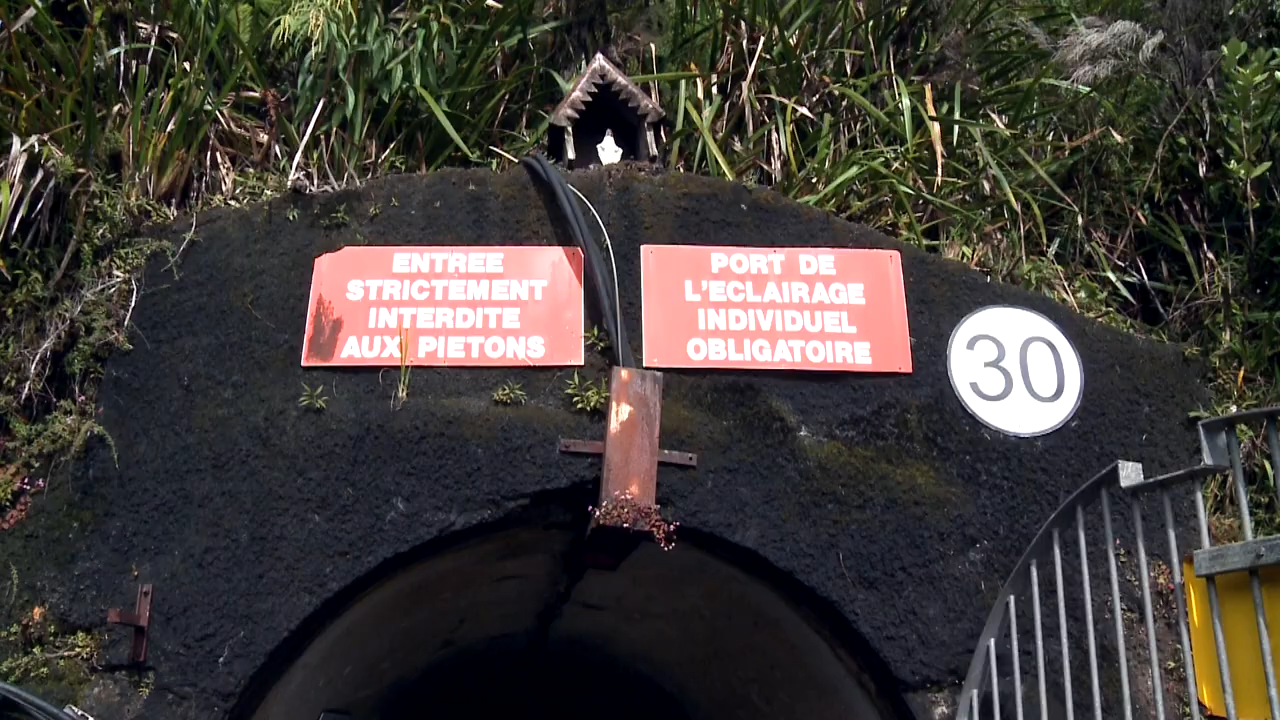 ENTREE
STRICTEMENT
INTERDITE
AUX PIETONS
PORT DE
L'ECLAIRAGE
INDIVIDUEL
OBLIGATOIRE
30